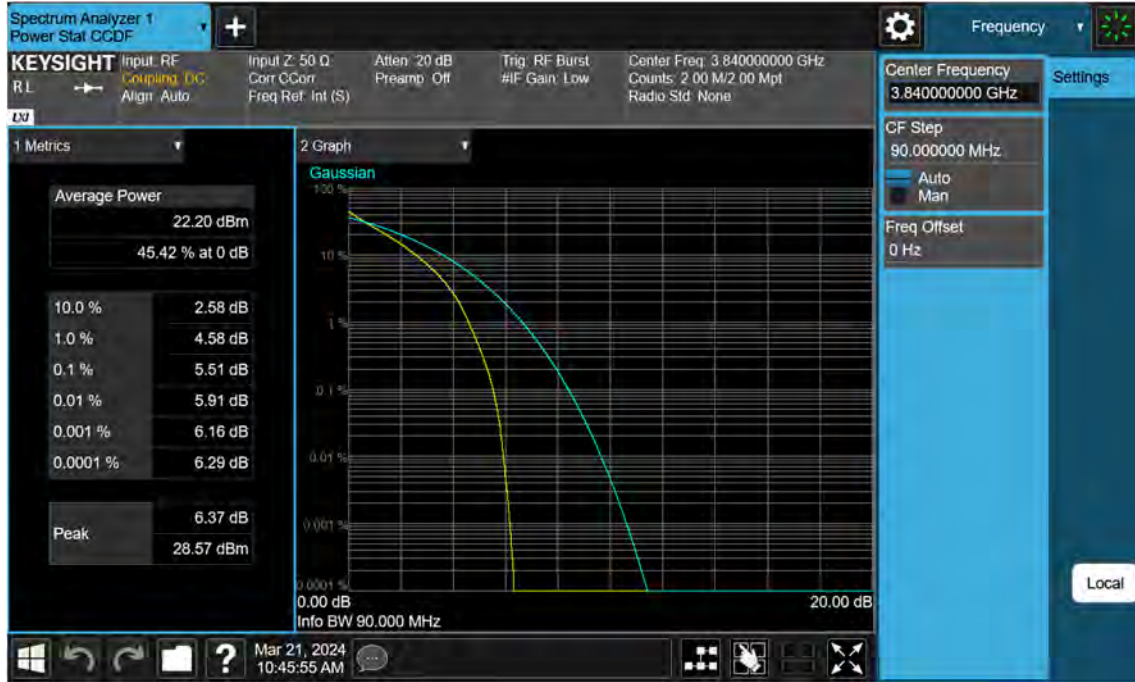 Spectrum Analyzer 1
Power Stat CCDF
Frequency
KEYSIGHT
RL
LXI
Input: RF
Coupling: DC
Align: Auto
Input Z: 50 Ω
Corr CCorr
Freq Ref: Int (S)
Atten: 20 dB
Preamp: Off
Trig: RF Burst
#IF Gain: Low
Center Freq: 3.840000000 GHz
Counts: 2.00 M/2.00 Mpt
Radio Std: None
Center Frequency
3.840000000 GHz
Settings
CF Step
90.000000 MHz
Auto
Man
Freq Offset
0 Hz
1 Metrics
Average Power
22.20 dBm
45.42 % at 0 dB
10.0 % 2.58 dB
1.0 % 4.58 dB
0.1 % 5.51 dB
0.01 % 5.91 dB
0.001 % 6.16 dB
0.0001 % 6.29 dB
Peak
6.37 dB
28.57 dBm
2 Graph
Gaussian
100 %
10 %
1 %
0.1 %
0.01 %
0.001 %
0.0001 %
0.00 dB 20.00 dB
Info BW 90.000 MHz
Local
?
Mar 21, 2024
10:45:55 AM